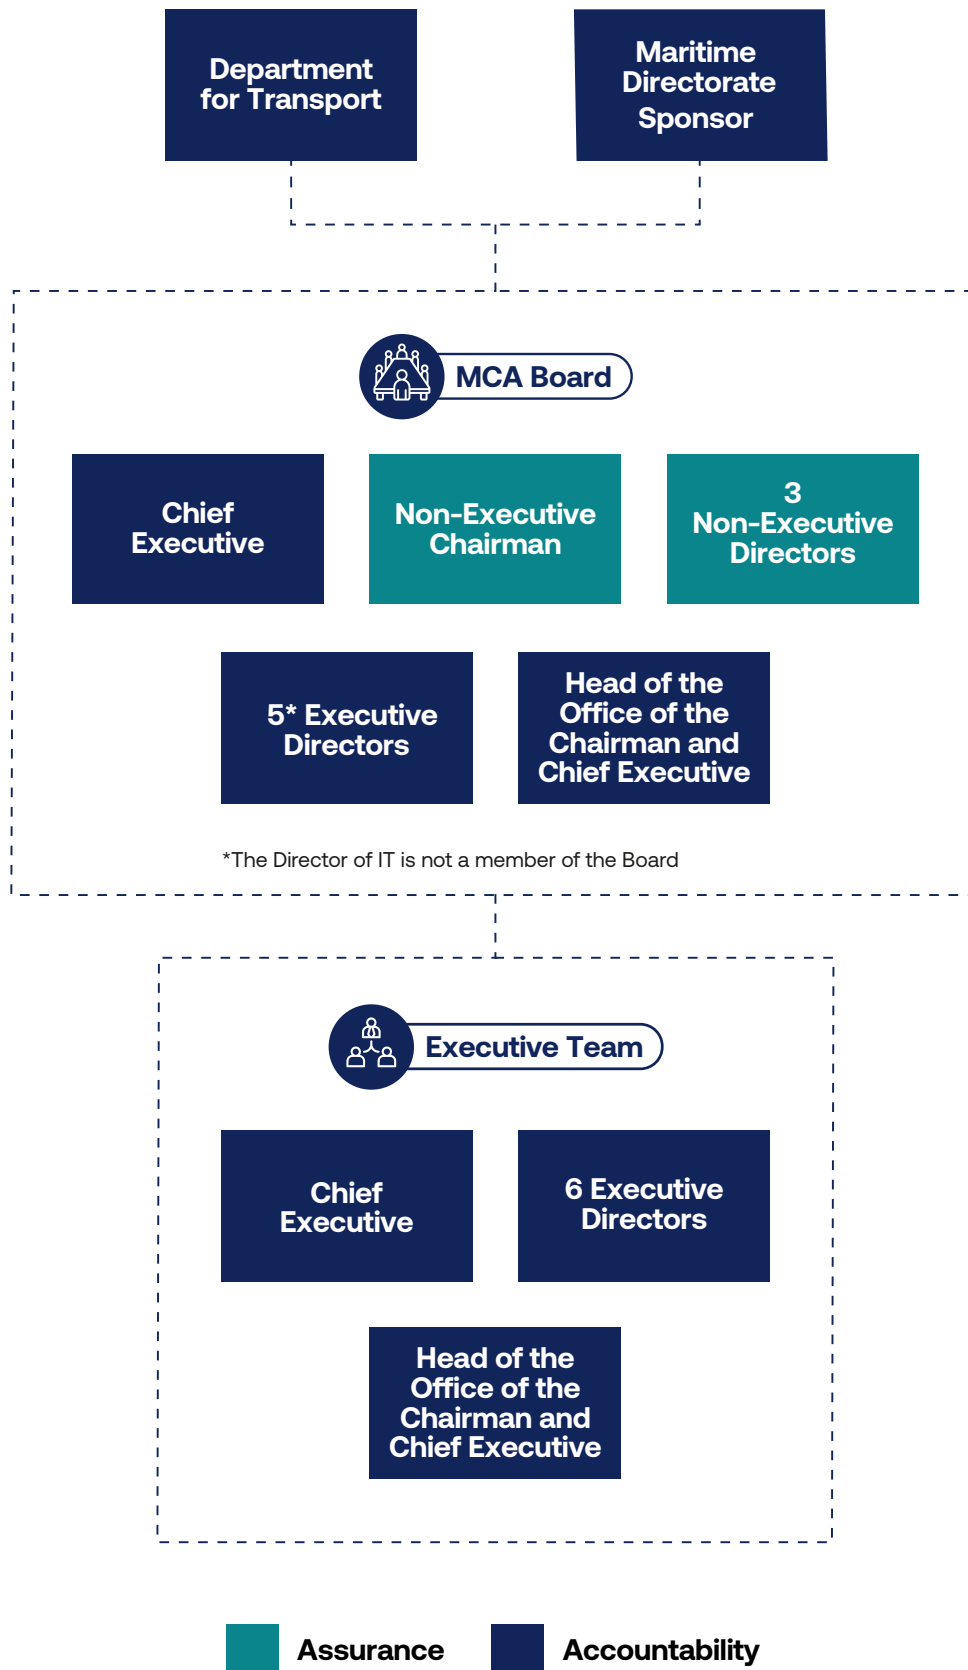 Department
for Transport
Maritime
Directorate
Sponsor
MCA Board
Chief
Executive
Non-Executive
Chairman
3
Non-Executive
Directors
5* Executive
Directors
Head of the
Office of the
Chairman and
Chief Executive
*The Director of IT is not a member of the Board
Executive Team
Chief
Executive
6 Executive
Directors
Head of the
Office of the
Chairman and
Chief Executive
Assurance
Accountability